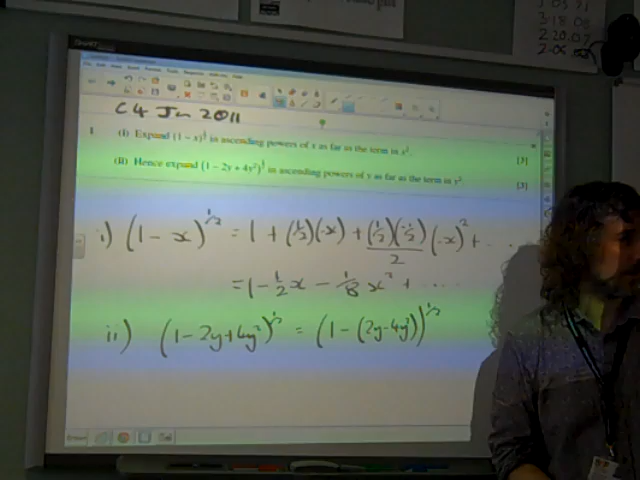 C4 Jan 2011
1 (i) Expand (1 − x)^½ in ascending powers of x as far as the term in x². [3]
(ii) Hence expand (1 − 2y + 4y²)^½ in ascending powers of y as far as the term in y². [3]
i) (1 − x)^½ = 1 + (½)(-x) + (½)(-½)/2 (-x)² + ...
= 1 − ½x − ⅛x² + ...
ii) (1 − 2y + 4y²)^½ = (1 − (2y − 4y²))^½